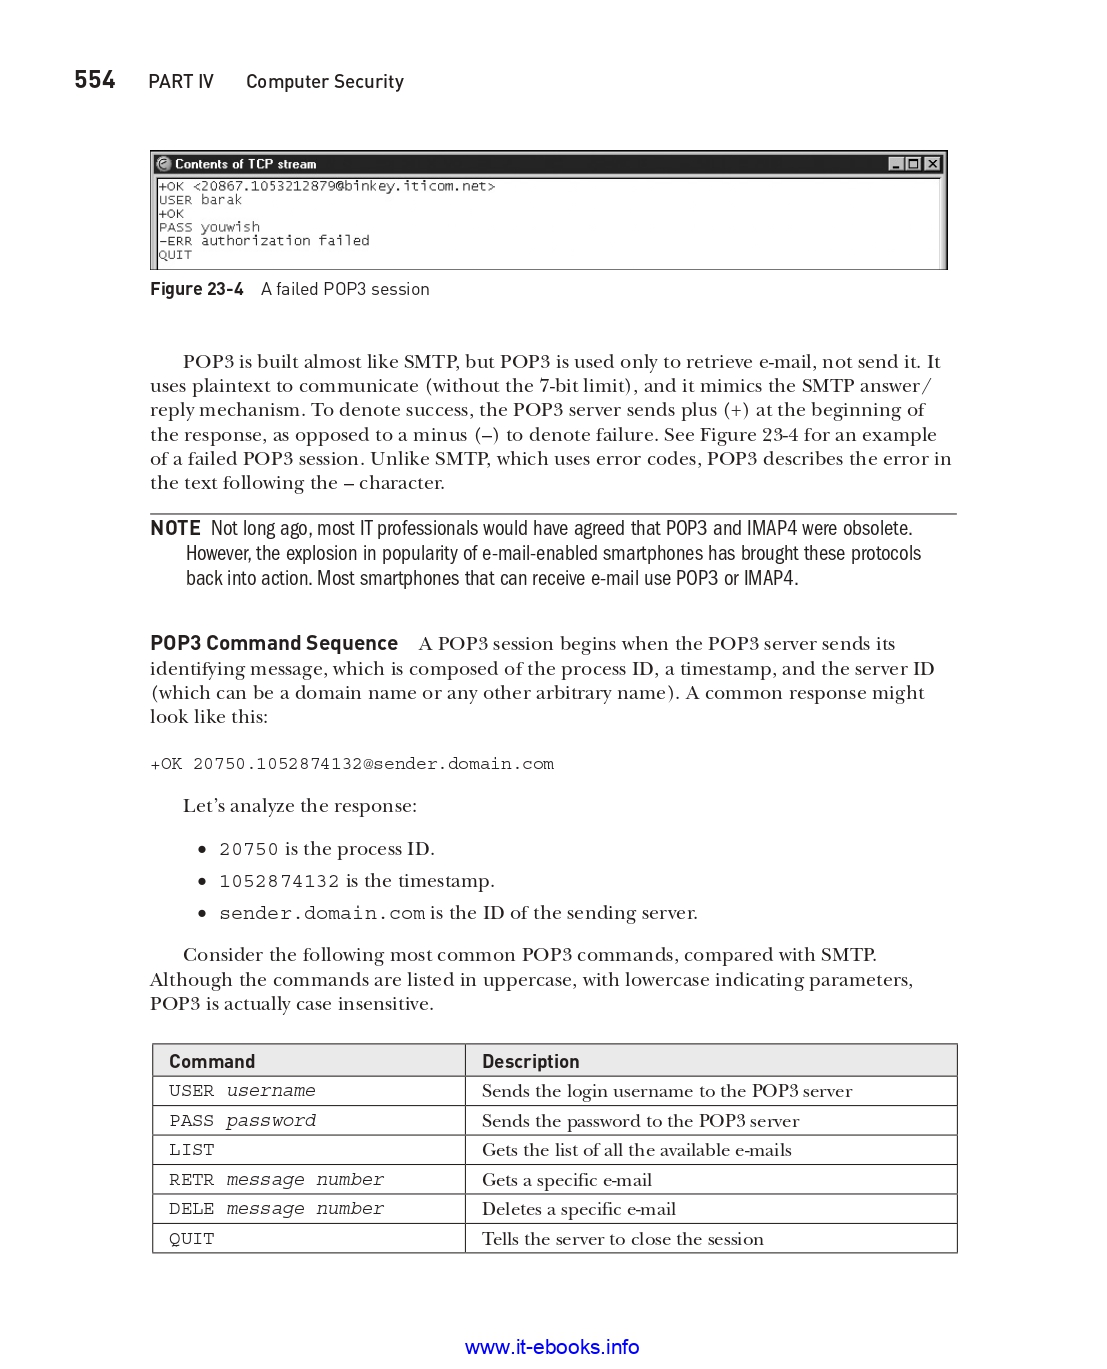 554 PART IV Computer Security
Contents of TCP stream
+OK <20867.1053212879@binkey.iticom.net>
USER barak
+OK
PASS youwish
-ERR authorization failed
QUIT
Figure 23-4 A failed POP3 session
POP3 is built almost like SMTP, but POP3 is used only to retrieve e-mail, not send it. It
uses plaintext to communicate (without the 7-bit limit), and it mimics the SMTP answer/
reply mechanism. To denote success, the POP3 server sends plus (+) at the beginning of
the response, as opposed to a minus (–) to denote failure. See Figure 23-4 for an example
of a failed POP3 session. Unlike SMTP, which uses error codes, POP3 describes the error in
the text following the – character.
NOTE Not long ago, most IT professionals would have agreed that POP3 and IMAP4 were obsolete.
However, the explosion in popularity of e-mail-enabled smartphones has brought these protocols
back into action. Most smartphones that can receive e-mail use POP3 or IMAP4.
POP3 Command Sequence A POP3 session begins when the POP3 server sends its
identifying message, which is composed of the process ID, a timestamp, and the server ID
(which can be a domain name or any other arbitrary name). A common response might
look like this:
+OK 20750.1052874132@sender.domain.com
Let’s analyze the response:
• 20750 is the process ID.
• 1052874132 is the timestamp.
• sender.domain.com is the ID of the sending server.
Consider the following most common POP3 commands, compared with SMTP.
Although the commands are listed in uppercase, with lowercase indicating parameters,
POP3 is actually case insensitive.
Command Description
USER username Sends the login username to the POP3 server
PASS password Sends the password to the POP3 server
LIST Gets the list of all the available e-mails
RETR message number Gets a specific e-mail
DELE message number Deletes a specific e-mail
QUIT Tells the server to close the session
www.it-ebooks.info